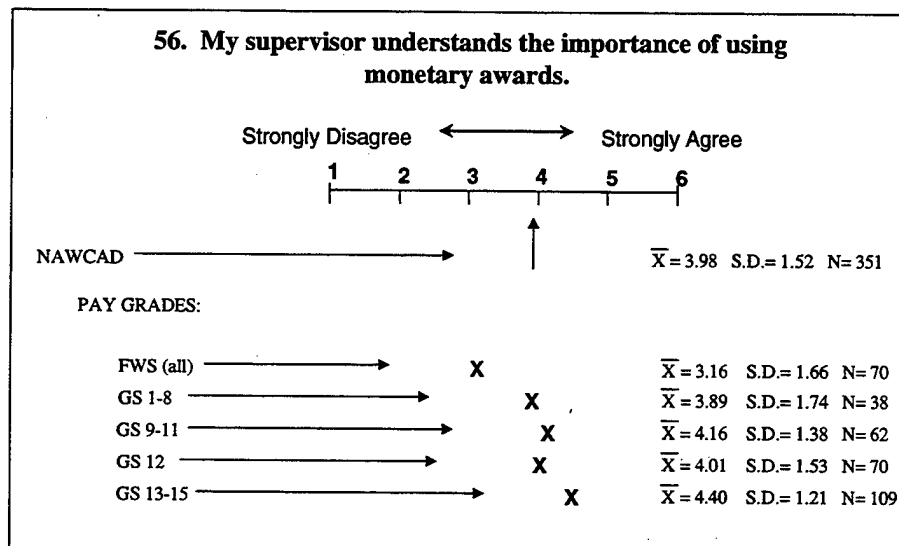 56. My supervisor understands the importance of using
monetary awards.
Strongly Disagree Strongly Agree
1 2 3 4 5 6
NAWCAD X̄ = 3.98 S.D.= 1.52 N= 351
PAY GRADES:
FWS (all) X X̄ = 3.16 S.D.= 1.66 N= 70
GS 1-8 X X̄ = 3.89 S.D.= 1.74 N= 38
GS 9-11 X X̄ = 4.16 S.D.= 1.38 N= 62
GS 12 X X̄ = 4.01 S.D.= 1.53 N= 70
GS 13-15 X X̄ = 4.40 S.D.= 1.21 N= 109